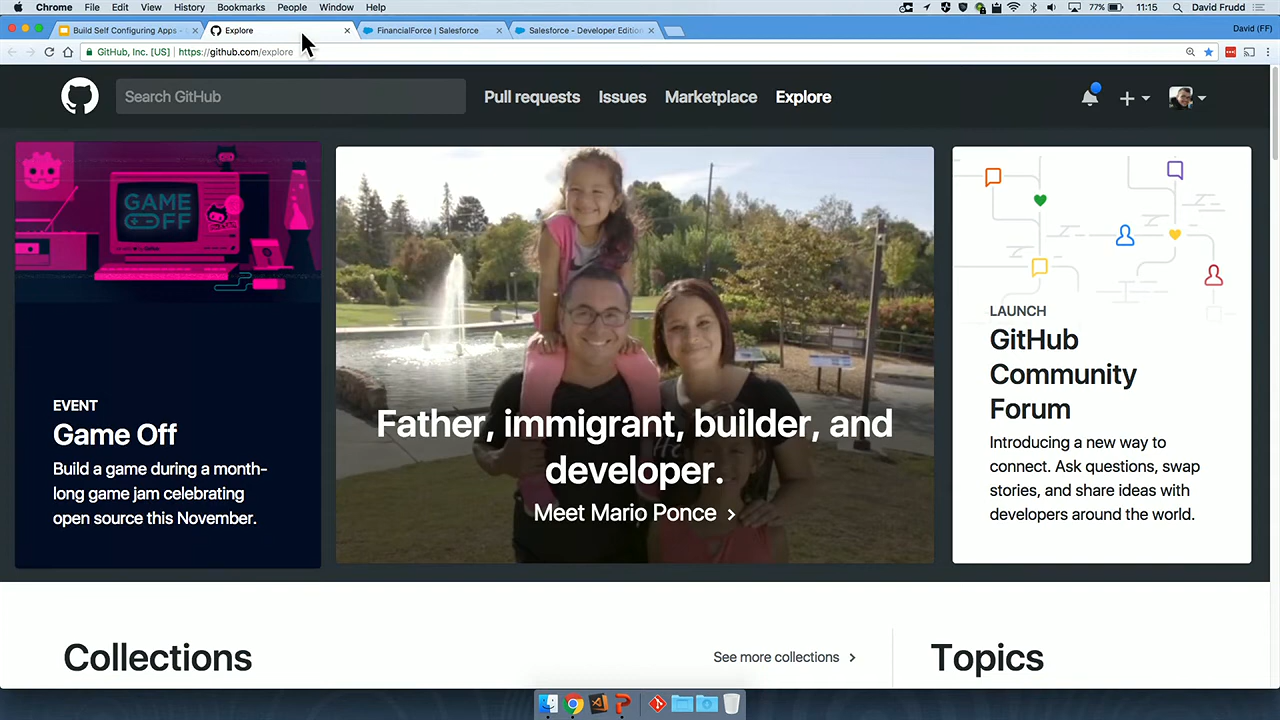 Chrome File Edit View History Bookmarks People Window Help 77% 11:15 David Frudd
Build Self Configuring Apps - Explore FinancialForce | Salesforce Salesforce - Developer Edition David (FF)
GitHub, Inc. [US] https://github.com/explore
Search GitHub Pull requests Issues Marketplace Explore
GAME
OFF
EVENT
Game Off
Build a game during a month-
long game jam celebrating
open source this November.
Father, immigrant, builder, and
developer.
Meet Mario Ponce
LAUNCH
GitHub
Community
Forum
Introducing a new way to
connect. Ask questions, swap
stories, and share ideas with
developers around the world.
Collections See more collections Topics